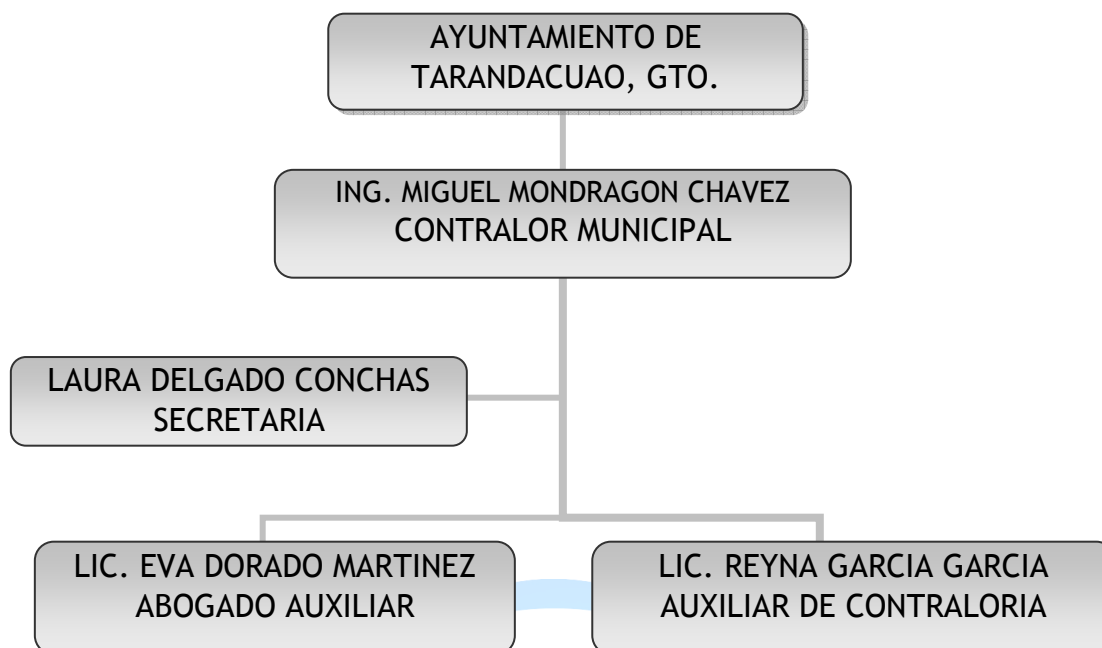 AYUNTAMIENTO DE
TARANDACUAO, GTO.
ING. MIGUEL MONDRAGON CHAVEZ
CONTRALOR MUNICIPAL
LAURA DELGADO CONCHAS
SECRETARIA
LIC. EVA DORADO MARTINEZ
ABOGADO AUXILIAR
LIC. REYNA GARCIA GARCIA
AUXILIAR DE CONTRALORIA